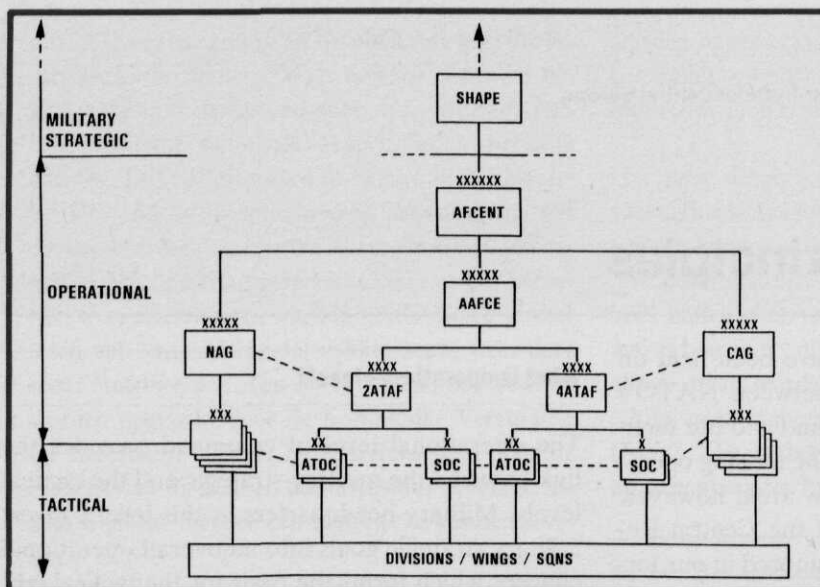 SHAPE
MILITARY
STRATEGIC
XXXXXX
AFCENT
XXXXX
AAFCE
OPERATIONAL
XXXXX
NAG
XXXXX
CAG
XXXX
2ATAF
XXXX
4ATAF
XXX
XXX
XX
ATOC
SOC
XX
ATOC
XX
SOC
TACTICAL
DIVISIONS / WINGS / SQNS